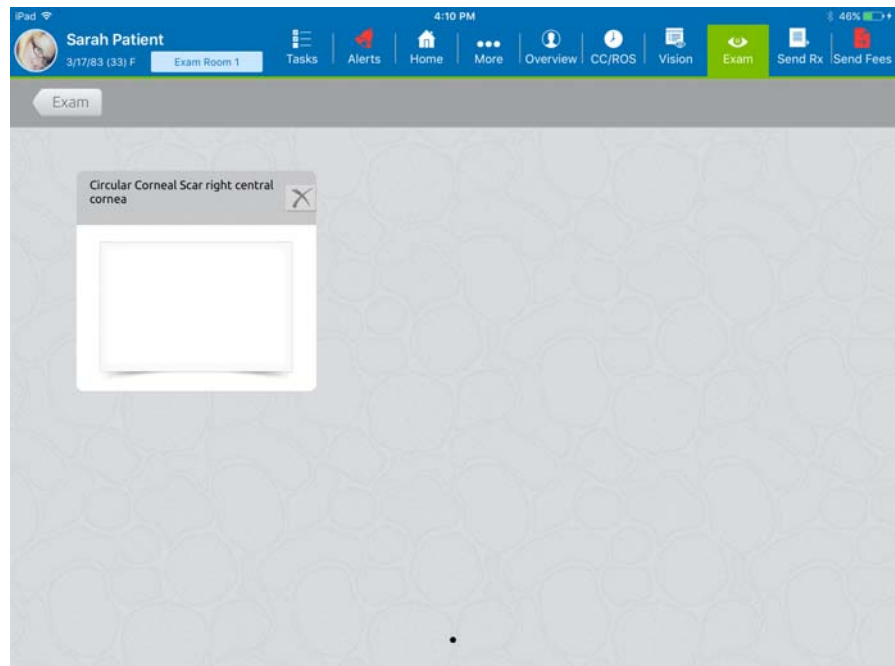 iPad
4:10 PM
46%
Sarah Patient
3/17/83 (33) F
Exam Room 1
Tasks
Alerts
Home
More
Overview
CC/ROS
Vision
Exam
Send Rx
Send Fees
Exam
Circular Corneal Scar right central
cornea